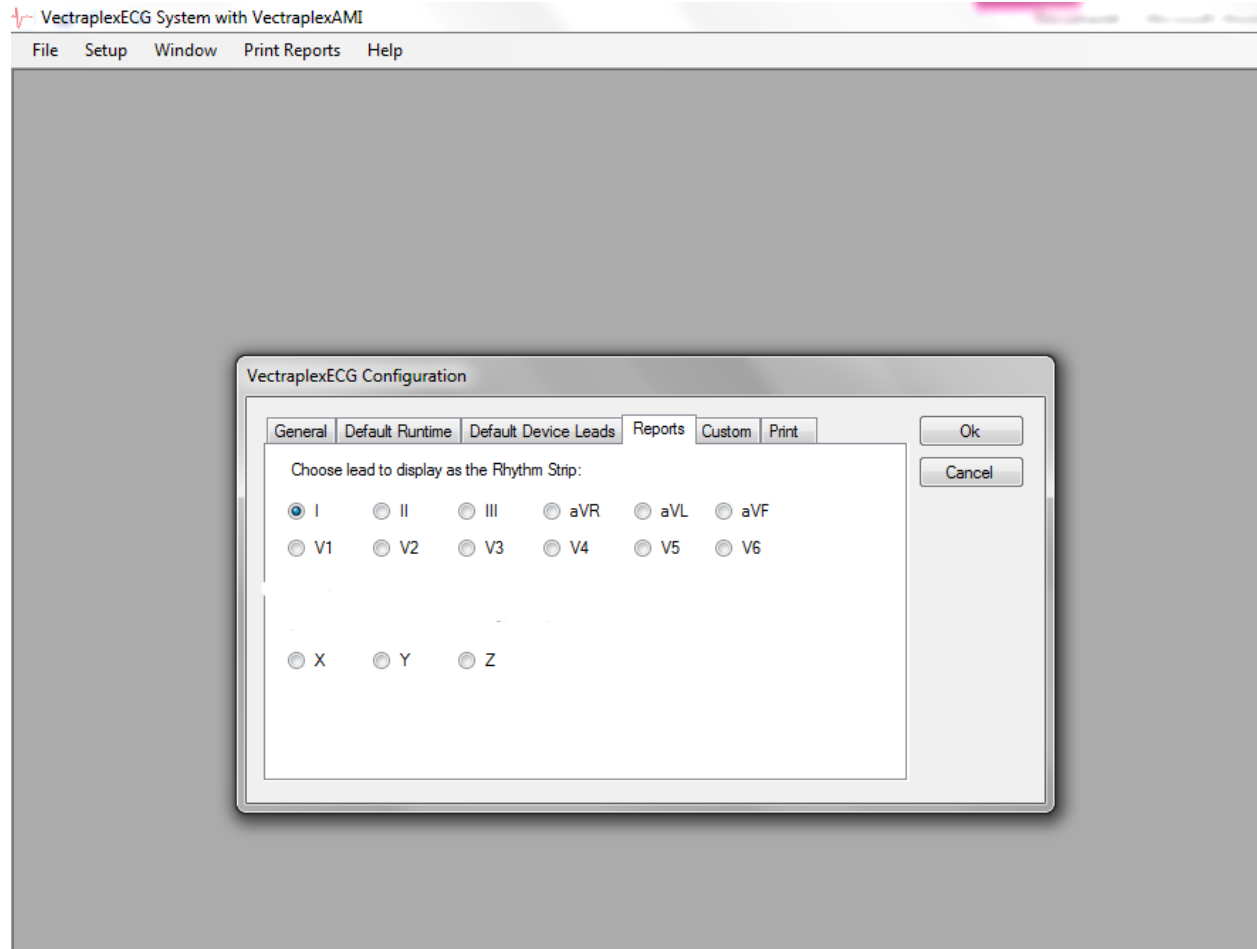 VectraplexECG System with VectraplexAMI
File Setup Window Print Reports Help
VectraplexECG Configuration
General Default Runtime Default Device Leads Reports Custom Print
Ok
Choose lead to display as the Rhythm Strip:
Cancel
I II III aVR aVL aVF
V1 V2 V3 V4 V5 V6
X Y Z